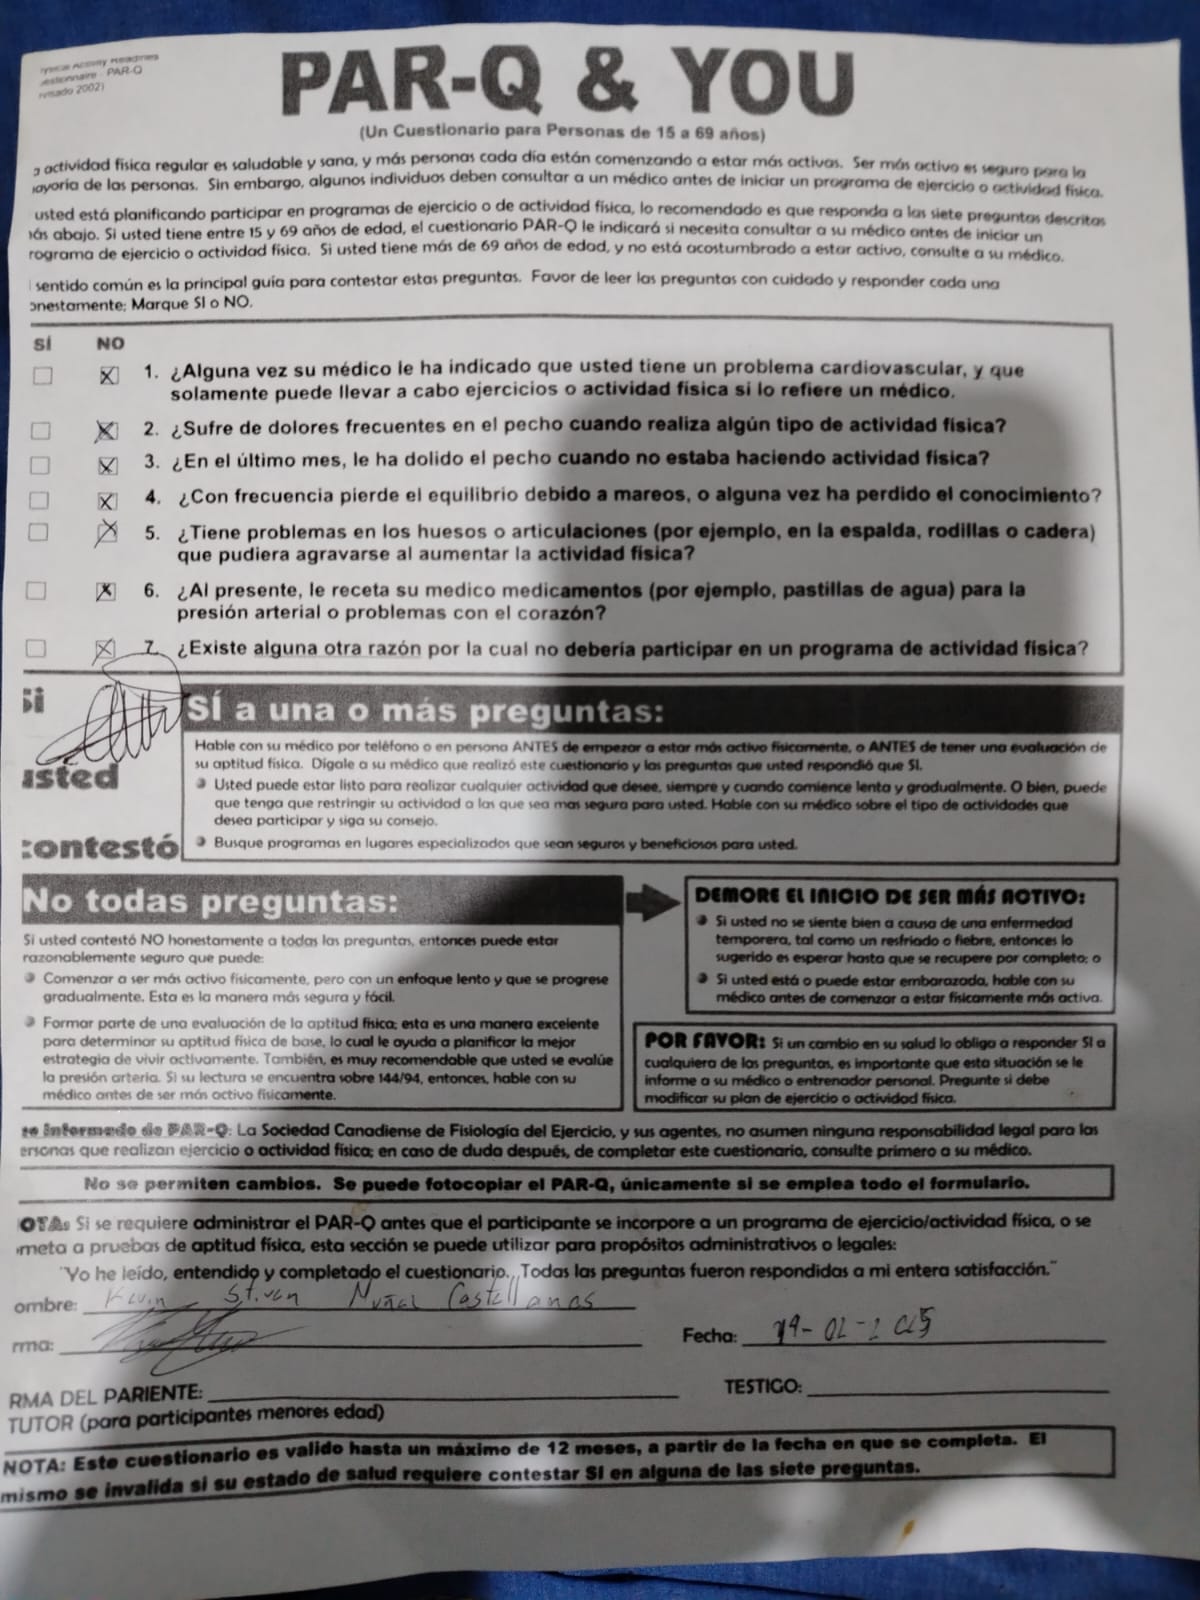 ysical Activity Readines
estionnaire - PAR-Q
visado 2002)
PAR-Q & YOU
(Un Cuestionario para Personas de 15 a 69 años)
a actividad física regular es saludable y sana, y más personas cada día están comenzando a estar más activas. Ser más activo es seguro para la
ayoría de las personas. Sin embargo, algunos individuos deben consultar a un médico antes de iniciar un programa de ejercicio o actividad física.
usted está planificando participar en programas de ejercicio o de actividad física, lo recomendado es que responda a las siete preguntas descritas
ás abajo. Si usted tiene entre 15 y 69 años de edad, el cuestionario PAR-Q le indicará si necesita consultar a su médico antes de iniciar un
rograma de ejercicio o actividad física. Si usted tiene más de 69 años de edad, y no está acostumbrado a estar activo, consulte a su médico.
sentido común es la principal guía para contestar estas preguntas. Favor de leer las preguntas con cuidado y responder cada una
onestamente: Marque SI o NO.
SÍ NO
X 1. ¿Alguna vez su médico le ha indicado que usted tiene un problema cardiovascular, y que
solamente puede llevar a cabo ejercicios o actividad física si lo refiere un médico.
X 2. ¿Sufre de dolores frecuentes en el pecho cuando realiza algún tipo de actividad física?
X 3. ¿En el último mes, le ha dolido el pecho cuando no estaba haciendo actividad física?
X 4. ¿Con frecuencia pierde el equilibrio debido a mareos, o alguna vez ha perdido el conocimiento?
X 5. ¿Tiene problemas en los huesos o articulaciones (por ejemplo, en la espalda, rodillas o cadera)
que pudiera agravarse al aumentar la actividad física?
X 6. ¿Al presente, le receta su medico medicamentos (por ejemplo, pastillas de agua) para la
presión arterial o problemas con el corazón?
X 7. ¿Existe alguna otra razón por la cual no debería participar en un programa de actividad física?
Si
usted
contestó
SÍ a una o más preguntas:
Hable con su médico por teléfono o en persona ANTES de empezar a estar más activo físicamente, o ANTES de tener una evaluación de
su aptitud física. Dígale a su médico que realizó este cuestionario y las preguntas que usted respondió que SI.
Usted puede estar listo para realizar cualquier actividad que desee, siempre y cuando comience lenta y gradualmente. O bien, puede
que tenga que restringir su actividad a las que sea mas segura para usted. Hable con su médico sobre el tipo de actividades que
desea participar y siga su consejo.
Busque programas en lugares especializados que sean seguros y beneficiosos para usted.
No todas preguntas:
Si usted contestó NO honestamente a todas las preguntas, entonces puede estar
razonablemente seguro que puede:
Comenzar a ser más activo físicamente, pero con un enfoque lento y que se progrese
gradualmente. Esta es la manera más segura y fácil.
Formar parte de una evaluación de la aptitud física; esta es una manera excelente
para determinar su aptitud física de base, lo cual le ayuda a planificar la mejor
estrategia de vivir activamente. También, es muy recomendable que usted se evalúe
la presión arteria. Si su lectura se encuentra sobre 144/94, entonces, hable con su
médico antes de ser más activo físicamente.
DEMORE EL INICIO DE SER MÁS ACTIVO:
Si usted no se siente bien a causa de una enfermedad
temporera, tal como un resfriado o fiebre, entonces lo
sugerido es esperar hasta que se recupere por completo; o
Si usted está o puede estar embarazada, hable con su
médico antes de comenzar a estar físicamente más activa.
POR FAVOR: Si un cambio en su salud lo obliga a responder SI a
cualquiera de las preguntas, es importante que esta situación se le
informe a su médico o entrenador personal. Pregunte si debe
modificar su plan de ejercicio o actividad física.
so Informado de PAR-Q: La Sociedad Canadiense de Fisiología del Ejercicio, y sus agentes, no asumen ninguna responsabilidad legal para las
ersonas que realizan ejercicio o actividad física; en caso de duda después, de completar este cuestionario, consulte primero a su médico.
No se permiten cambios. Se puede fotocopiar el PAR-Q, únicamente si se emplea todo el formulario.
OTA: Si se requiere administrar el PAR-Q antes que el participante se incorpore a un programa de ejercicio/actividad física, o se
meta a pruebas de aptitud física, esta sección se puede utilizar para propósitos administrativos o legales:
"Yo he leído, entendido y completado el cuestionario. Todas las preguntas fueron respondidas a mi entera satisfacción."
ombre: Kevin Stiven Muñoz Castellanos
rma: Fecha: 19-02-2025
RMA DEL PARIENTE: TESTIGO:
TUTOR (para participantes menores edad)
NOTA: Este cuestionario es valido hasta un máximo de 12 meses, a partir de la fecha en que se completa. El
mismo se invalida si su estado de salud requiere contestar SI en alguna de las siete preguntas.